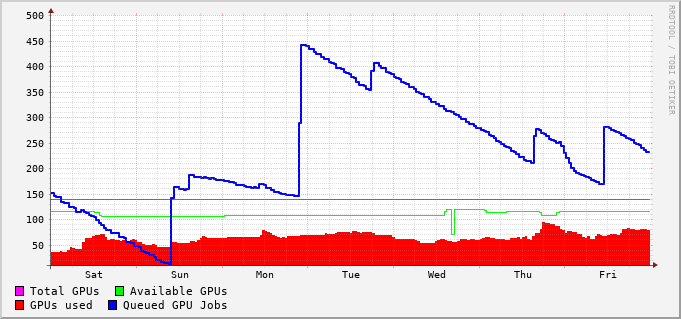 500
450
400
350
300
250
200
150
100
50
Sat Sun Mon Tue Wed Thu Fri
Total GPUs Available GPUs
GPUs used Queued GPU Jobs
RRDTOOL / TOBI OETIKER